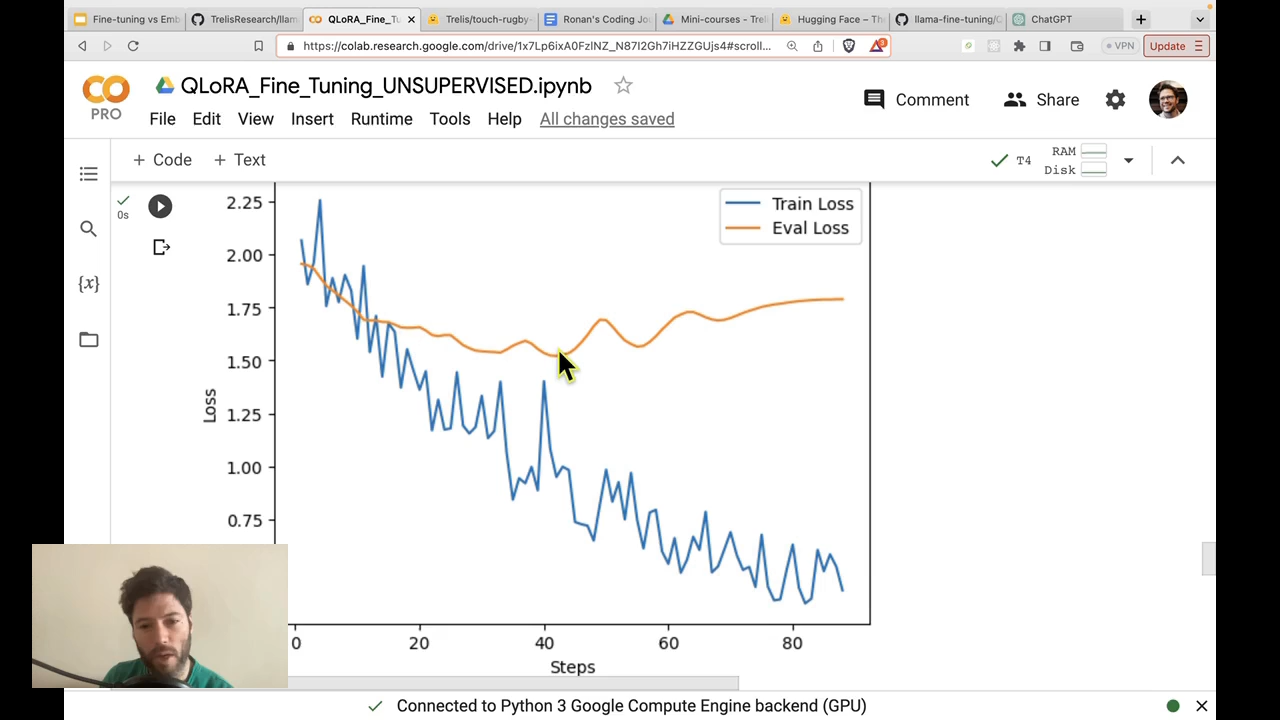 Fine-tuning vs Emb
TrelisResearch/llam
QLoRA_Fine_Tu
Trelis/touch-rugby-
Ronan's Coding Jo
Mini-courses - Trel
Hugging Face – The
llama-fine-tuning/Q
ChatGPT
https://colab.research.google.com/drive/1x7Lp6ixA0FzINZ_N87I2Gh7iHZZGUjs4#scroll...
VPN
Update
CO
PRO
QLoRA_Fine_Tuning_UNSUPERVISED.ipynb
Comment
Share
File Edit View Insert Runtime Tools Help All changes saved
+ Code + Text
T4
RAM
Disk
{x}
0s
Train Loss
Eval Loss
2.25
2.00
1.75
1.50
1.25
1.00
0.75
Loss
0 20 40 60 80
Steps
Connected to Python 3 Google Compute Engine backend (GPU)